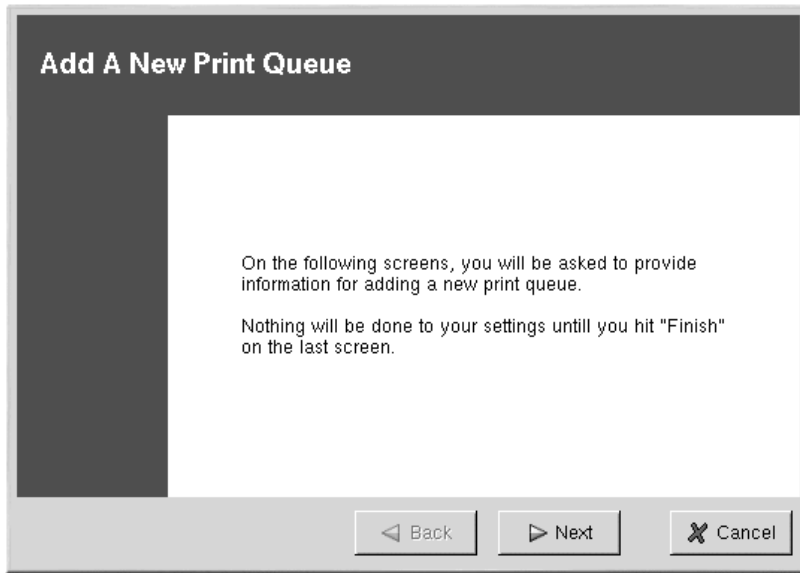 Add A New Print Queue
On the following screens, you will be asked to provide
information for adding a new print queue.
Nothing will be done to your settings untill you hit "Finish"
on the last screen.
Back
Next
Cancel